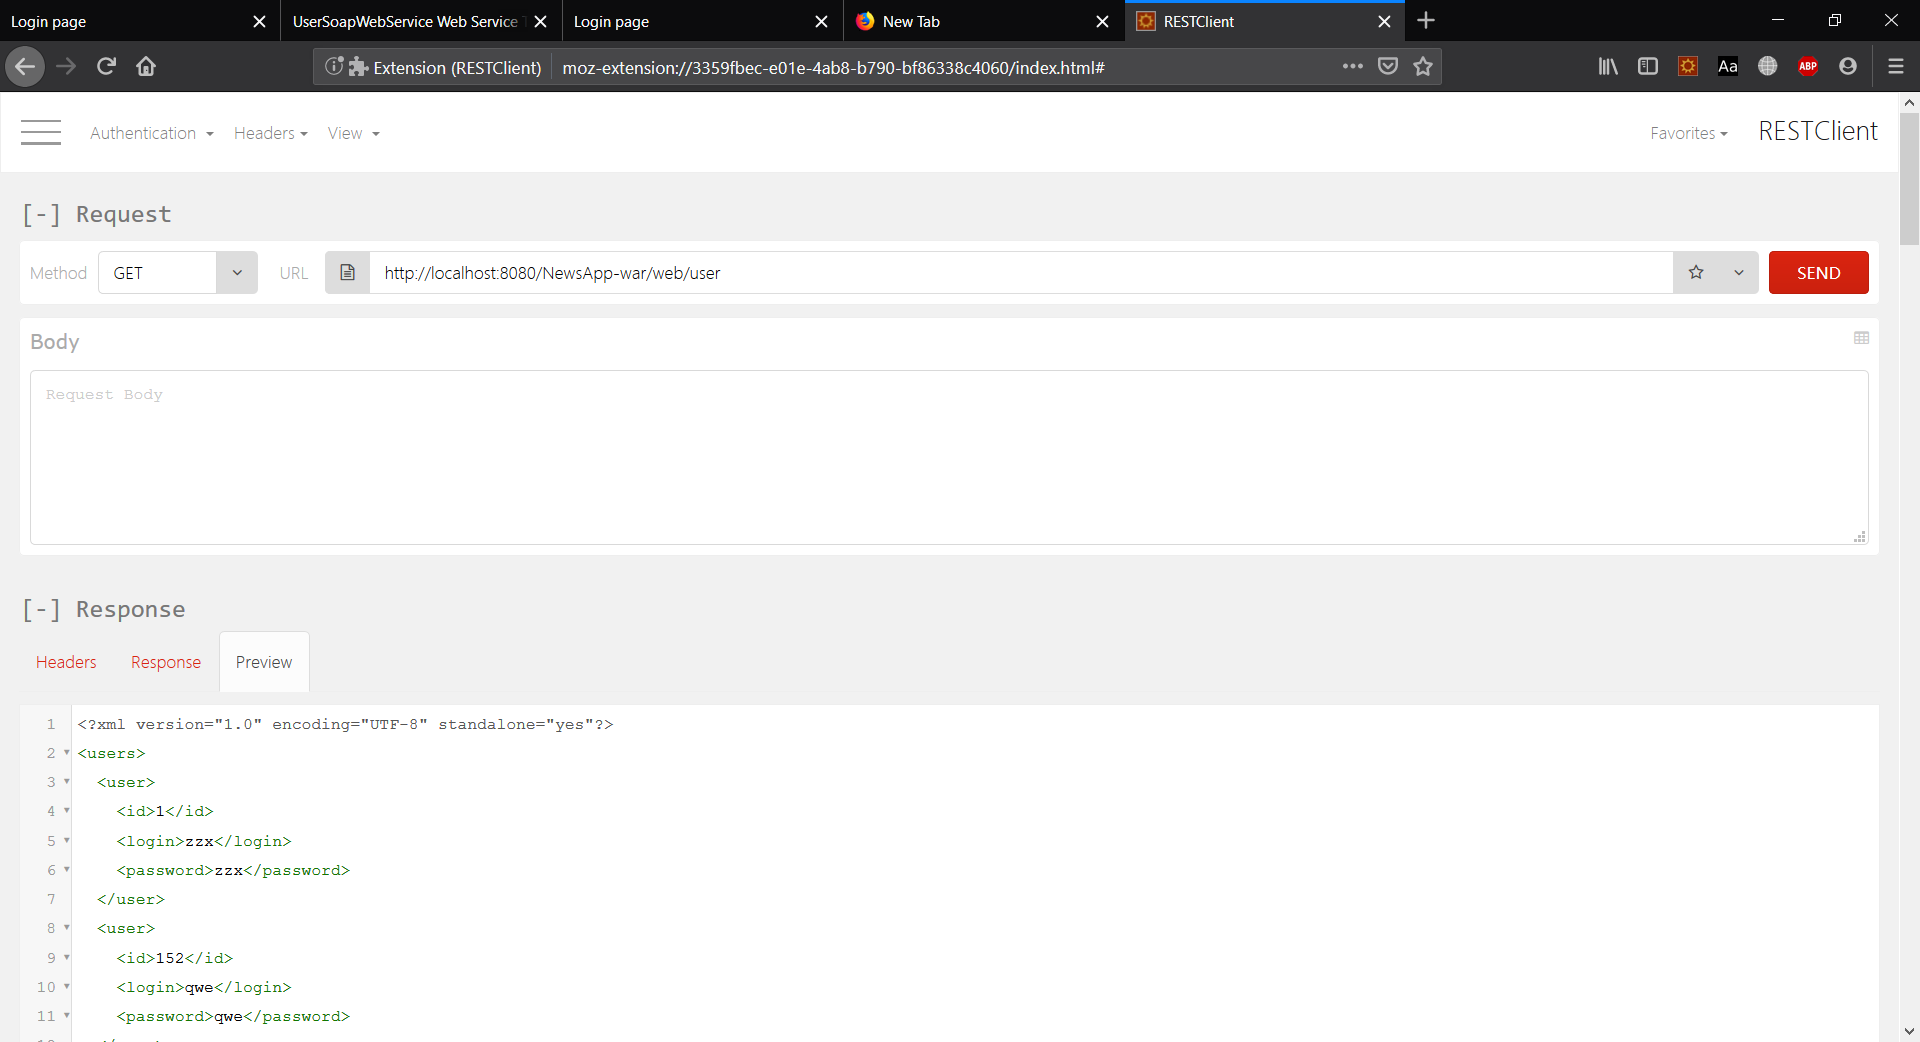 Login page
UserSoapWebService Web Service
Login page
New Tab
RESTClient
Extension (RESTClient)
moz-extension://3359fbec-e01e-4ab8-b790-bf86338c4060/index.html#
Aa
ABP
Authentication
Headers
View
Favorites
RESTClient
[-] Request
Method
GET
URL
http://localhost:8080/NewsApp-war/web/user
SEND
Body
Request Body
[-] Response
Headers
Response
Preview
1 <?xml version="1.0" encoding="UTF-8" standalone="yes"?>
2 <users>
3 <user>
4 <id>1</id>
5 <login>zzx</login>
6 <password>zzx</password>
7 </user>
8 <user>
9 <id>152</id>
10 <login>qwe</login>
11 <password>qwe</password>